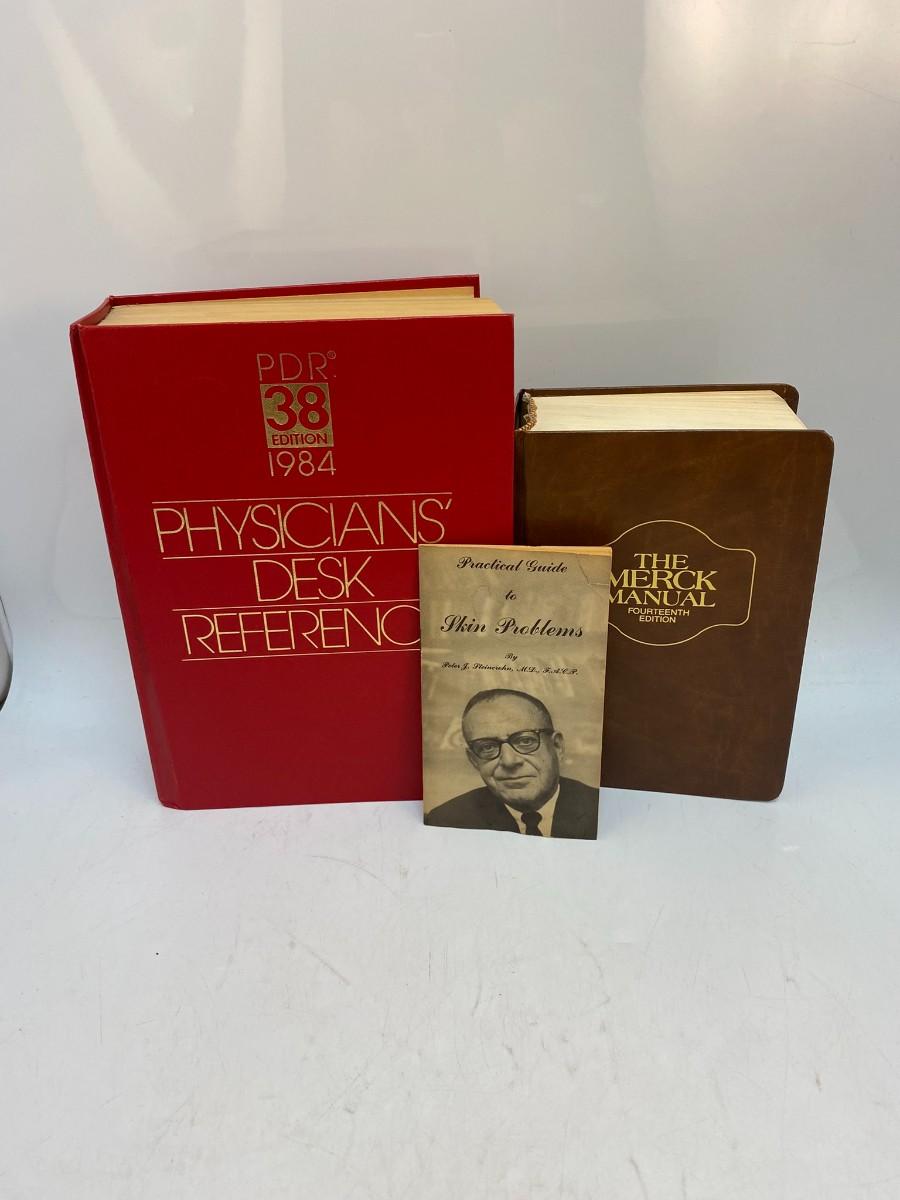 PDR®
38
EDITION
1984
PHYSICIANS'
DESK
REFERENC
Practical Guide
to
Skin Problems
By
Peter J. Steincrohn, M.D., F.A.C.P.
THE
MERCK
MANUAL
FOURTEENTH
EDITION